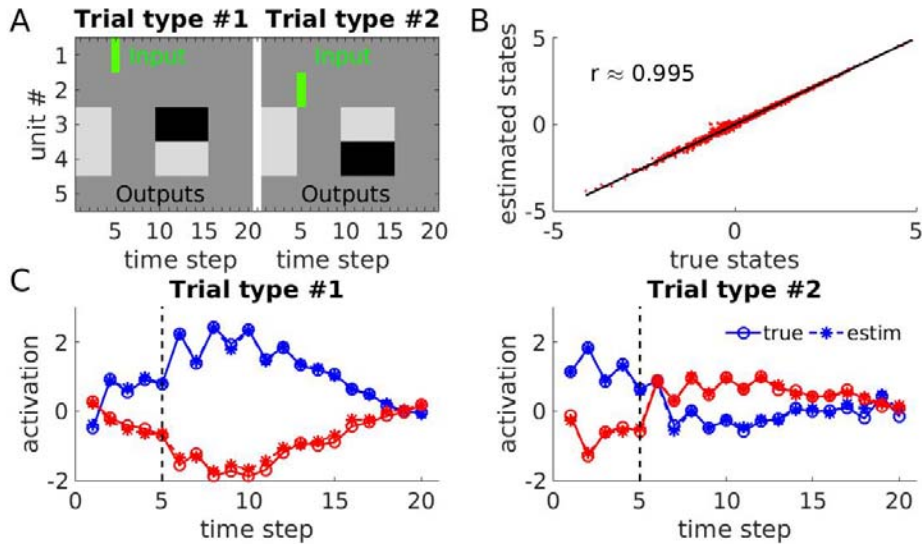 A
Trial type #1
Trial type #2
Input
Input
unit #
1
2
3
4
5
Outputs
Outputs
5 10 15 20
5 10 15 20
time step
time step
B
estimated states
5
0
-5
r ≈ 0.995
-5 0 5
true states
C
Trial type #1
activation
2
0
-2
0 5 10 15 20
time step
Trial type #2
true
estim
activation
2
0
-2
0 5 10 15 20
time step